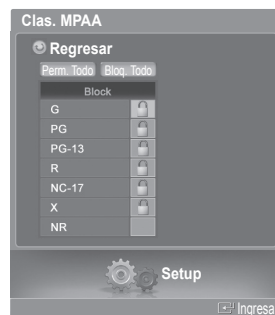 Clas. MPAA
Regresar
Perm. Todo Bloq. Todo
Block
G
PG
PG-13
R
NC-17
X
NR
Setup
Ingresa